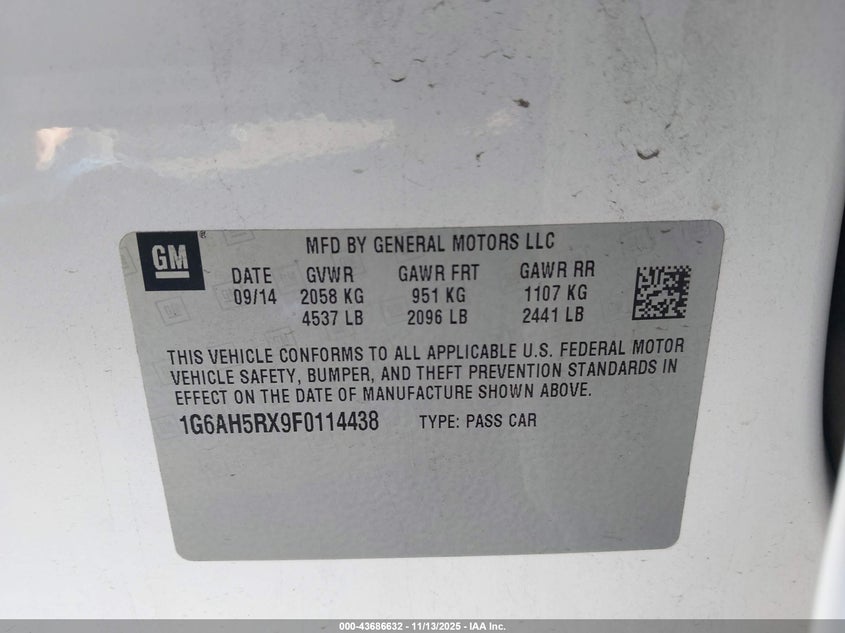 GM
MFD BY GENERAL MOTORS LLC
DATE GVWR GAWR FRT GAWR RR
09/14 2058 KG 951 KG 1107 KG
4537 LB 2096 LB 2441 LB
THIS VEHICLE CONFORMS TO ALL APPLICABLE U.S. FEDERAL MOTOR
VEHICLE SAFETY, BUMPER, AND THEFT PREVENTION STANDARDS IN
EFFECT ON THE DATE OF MANUFACTURE SHOWN ABOVE.
1G6AH5RX9F0114438 TYPE: PASS CAR
000-43686632 - 11/13/2025 - IAA Inc.